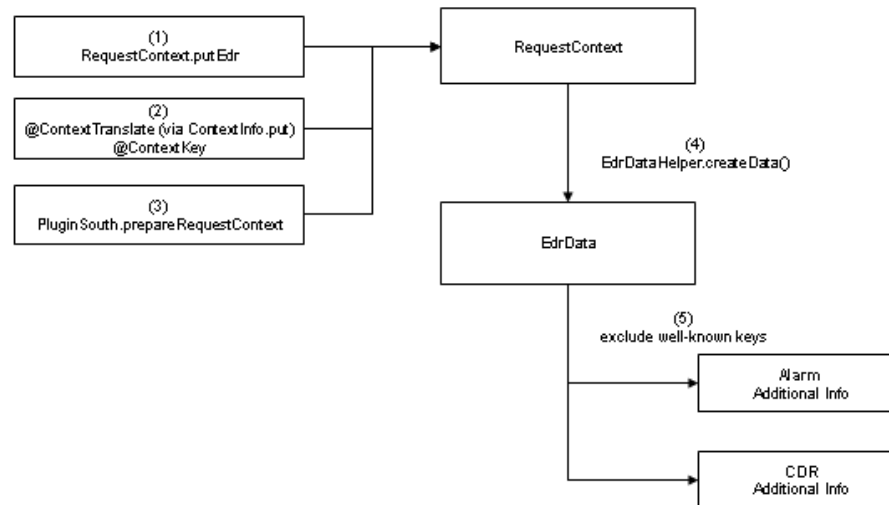 (1)
RequestContext.putEdr
RequestContext
(2)
@ContextTranslate (via ContextInfo.put)
@ContextKey
(4)
EdrDataHelper.createData()
(3)
PluginSouth.prepareRequestContext
EdrData
(5)
exclude well-known keys
Alarm
Additional Info
CDR
Additional Info